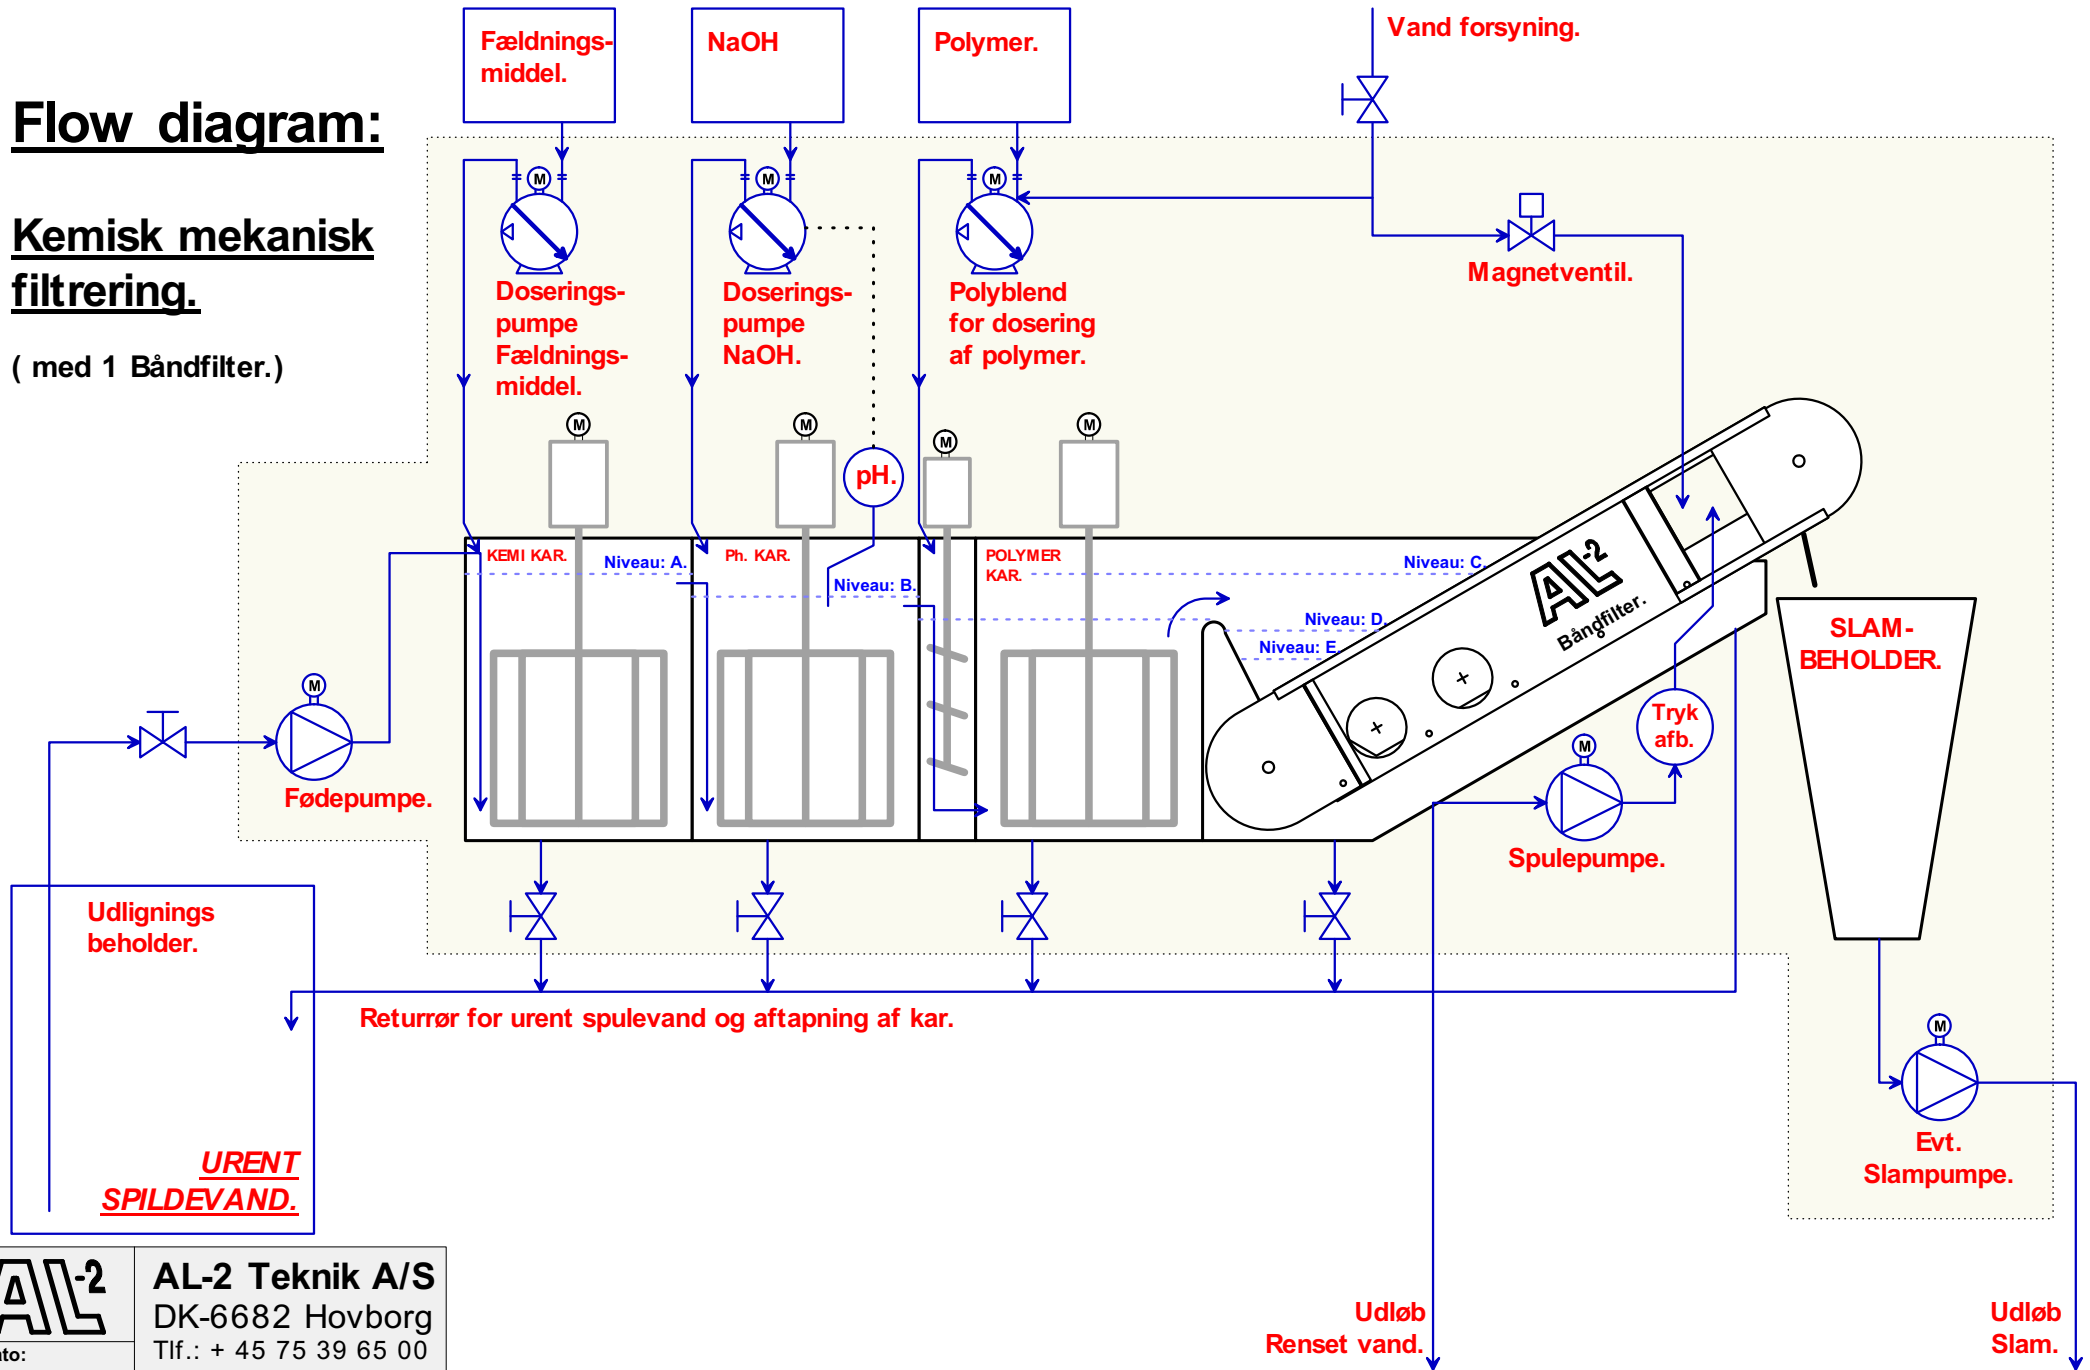 Flow diagram:
Kemisk mekanisk
filtrering.
( med 1 Båndfilter.)
Fældnings-
middel.
NaOH
Polymer.
Vand forsyning.
M
M
M
Doserings-
pumpe
Fældnings-
middel.
Doserings-
pumpe
NaOH.
Polyblend
for dosering
af polymer.
Magnetventil.
M
M
M
M
pH.
KEMI KAR.
Niveau: A.
Ph. KAR.
Niveau: B.
POLYMER
KAR.
Niveau: C.
Niveau: D.
Niveau: E.
AL-2
Båndfilter.
SLAM-
BEHOLDER.
M
Fødepumpe.
Tryk
afb.
M
Spulepumpe.
Udlignings
beholder.
Returrør for urent spulevand og aftapning af kar.
URENT
SPILDEVAND.
M
Evt.
Slampumpe.
Udløb
Renset vand.
Udløb
Slam.
AL-2
AL-2 Teknik A/S
DK-6682 Hovborg
Tlf.: + 45 75 39 65 00